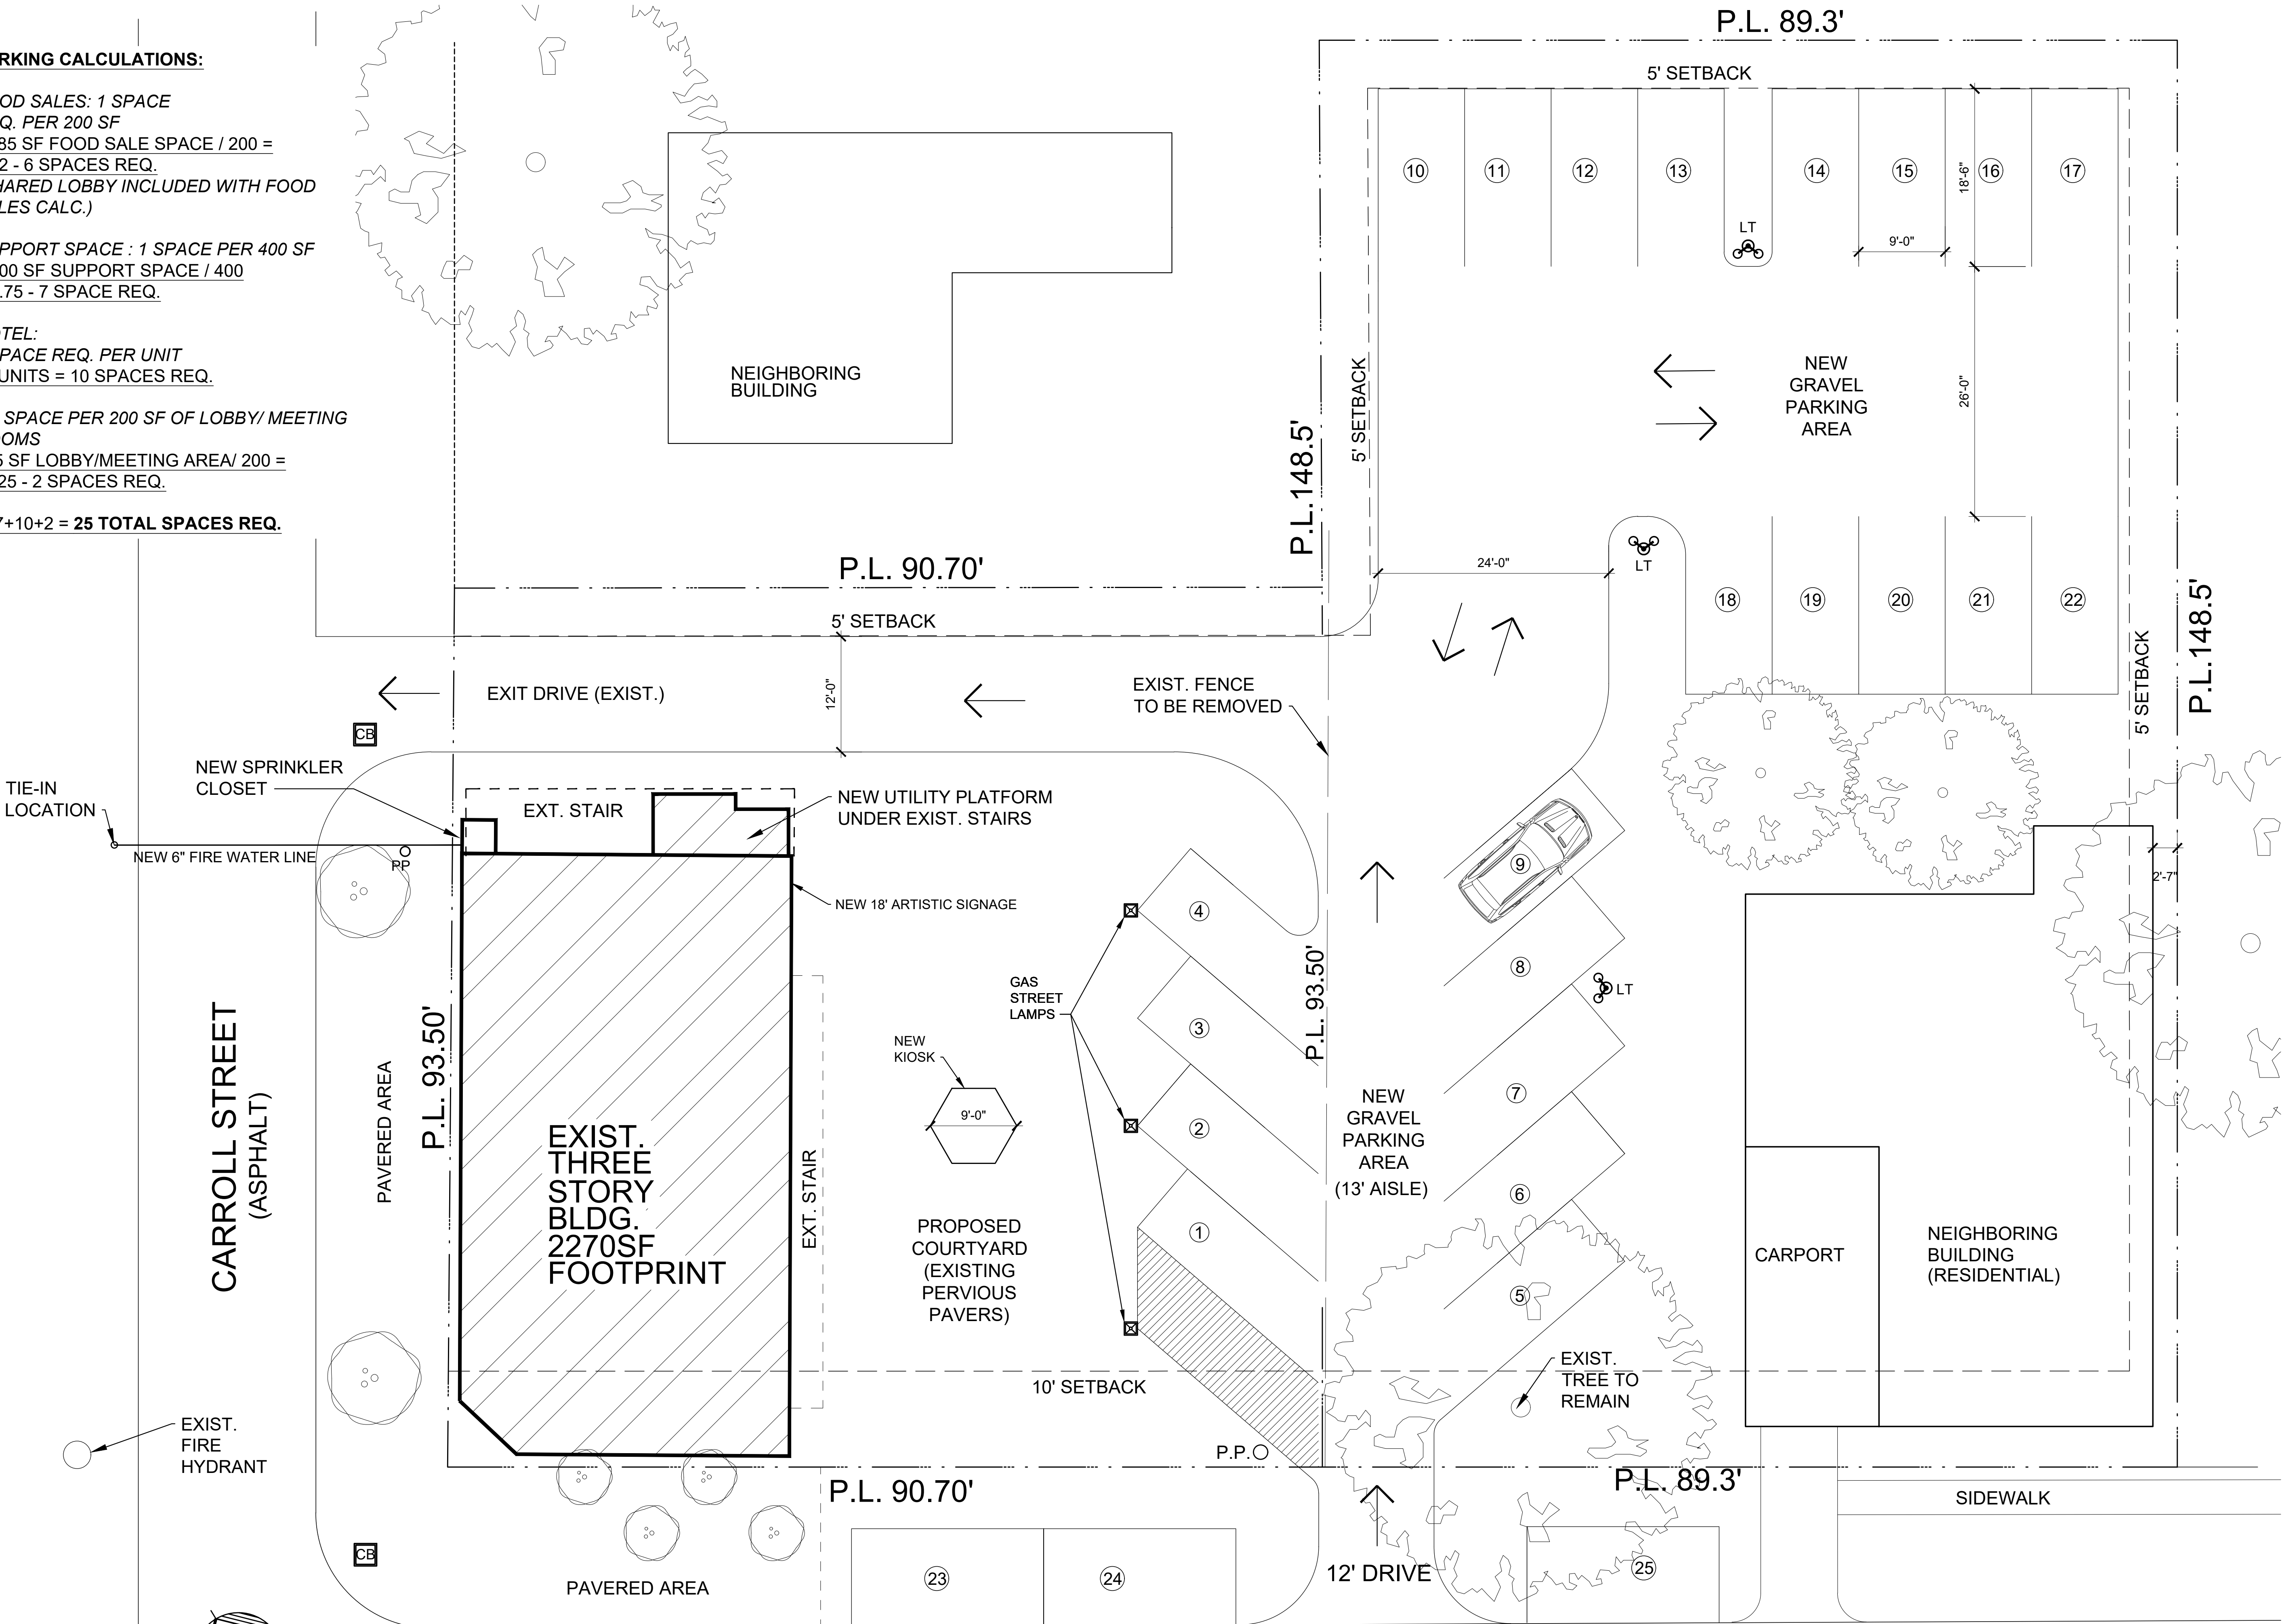 RKING CALCULATIONS:
OD SALES: 1 SPACE
Q. PER 200 SF
85 SF FOOD SALE SPACE / 200 =
2 - 6 SPACES REQ.
HARED LOBBY INCLUDED WITH FOOD
LES CALC.)
PPORT SPACE : 1 SPACE PER 400 SF
00 SF SUPPORT SPACE / 400
.75 - 7 SPACE REQ.
TEL:
PACE REQ. PER UNIT
UNITS = 10 SPACES REQ.
SPACE PER 200 SF OF LOBBY/ MEETING
OMS
5 SF LOBBY/MEETING AREA/ 200 =
25 - 2 SPACES REQ.
7+10+2 = 25 TOTAL SPACES REQ.
P.L. 89.3'
5' SETBACK
10
11
12
13
14
15
16
17
18'-6"
9'-0"
LT
NEIGHBORING
BUILDING
5' SETBACK
P.L.148.5'
NEW
GRAVEL
PARKING
AREA
26'-0"
P.L. 90.70'
5' SETBACK
24'-0"
LT
18
19
20
21
22
5' SETBACK
P.L.148.5'
EXIT DRIVE (EXIST.)
12'-0"
EXIST. FENCE
TO BE REMOVED
CB
NEW SPRINKLER
CLOSET
TIE-IN
LOCATION
EXT. STAIR
NEW UTILITY PLATFORM
UNDER EXIST. STAIRS
NEW 6" FIRE WATER LINE
PP
NEW 18' ARTISTIC SIGNAGE
2'-7"
9
4
8
LT
GAS
STREET
LAMPS
3
P.L. 93.50'
P.L. 93.50'
CARROLL STREET
(ASPHALT)
PAVERED AREA
NEW
KIOSK
9'-0"
2
7
NEW
GRAVEL
PARKING
AREA
(13' AISLE)
EXIST.
THREE
STORY
BLDG.
2270SF
FOOTPRINT
EXT. STAIR
PROPOSED
COURTYARD
(EXISTING
PERVIOUS
PAVERS)
1
6
5
CARPORT
NEIGHBORING
BUILDING
(RESIDENTIAL)
10' SETBACK
EXIST.
TREE TO
REMAIN
EXIST.
FIRE
HYDRANT
P.P.
P.L. 90.70'
P.L. 89.3'
SIDEWALK
CB
PAVERED AREA
23
24
12' DRIVE
25